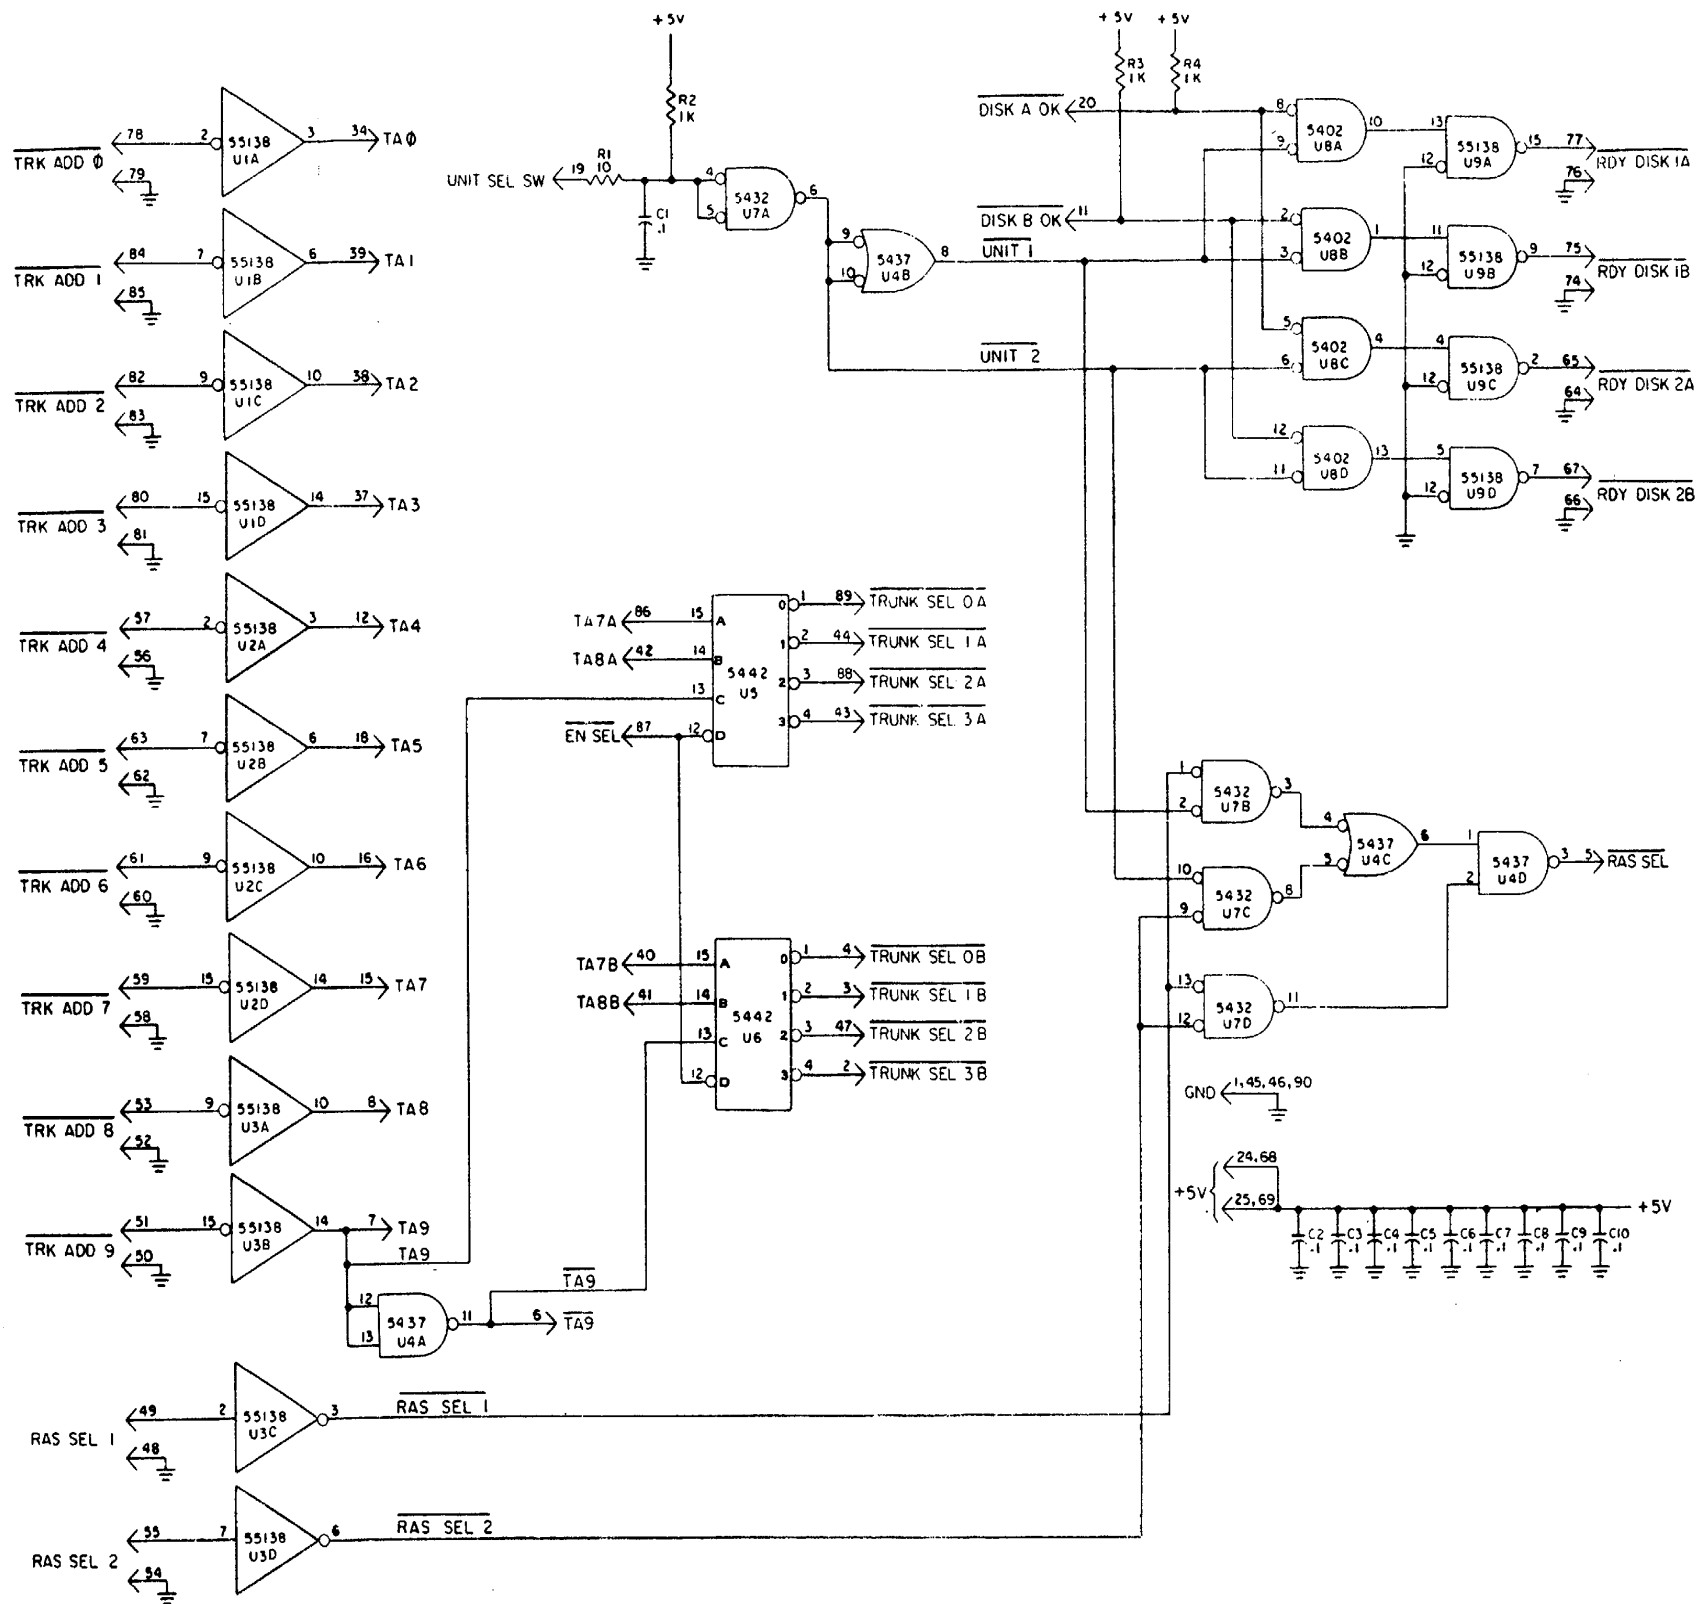 +5V
R2
1K
UNIT SEL SW 19 R1 10
C1
.1
4
5
5432
U7A
6
9
10
5437
U4B
8
UNIT 1
UNIT 2
+5V +5V
R3
1K
R4
1K
DISK A OK 20
DISK B OK 11
8
9
5402
U8A
10
13
12
55138
U9A
15 77 RDY DISK 1A
76
2
3
5402
U8B
1
11
12
55138
U9B
9 75 RDY DISK 1B
74
5
6
5402
U8C
4
4
12
55138
U9C
2 65 RDY DISK 2A
64
12
11
5402
U8D
13
5
12
55138
U9D
7 67 RDY DISK 2B
66
TRK ADD 0 78 2 55138 U1A 3 34 TA0
79
TRK ADD 1 84 7 55138 U1B 6 39 TA1
85
TRK ADD 2 82 9 55138 U1C 10 38 TA2
83
TRK ADD 3 80 15 55138 U1D 14 37 TA3
81
TRK ADD 4 57 2 55138 U2A 3 12 TA4
56
TRK ADD 5 63 7 55138 U2B 6 18 TA5
62
TRK ADD 6 61 9 55138 U2C 10 16 TA6
60
TRK ADD 7 59 15 55138 U2D 14 15 TA7
58
TRK ADD 8 53 9 55138 U3A 10 8 TA8
52
TRK ADD 9 51 15 55138 U3B 14 7 TA9
50
TA9
12
13
5437
U4A
11
TA9
6 TA9
RAS SEL 1 49 2 55138 U3C 3 RAS SEL 1
48
RAS SEL 2 55 7 55138 U3D 6 RAS SEL 2
54
TA7A 86 15 A
TA8A 42 14 B
13 C
EN SEL 87 12 D
5442
U5
0 1 89 TRUNK SEL 0A
1 2 44 TRUNK SEL 1A
2 3 88 TRUNK SEL 2A
3 4 43 TRUNK SEL 3A
TA7B 40 15 A
TA8B 41 14 B
13 C
12 D
5442
U6
0 1 4 TRUNK SEL 0B
1 2 3 TRUNK SEL 1B
2 3 47 TRUNK SEL 2B
3 4 2 TRUNK SEL 3B
1
2
5432
U7B
3
10
9
5432
U7C
8
13
12
5432
U7D
11
4
5
5437
U4C
6
1
2
5437
U4D
3 5 RAS SEL
GND 1,45,46,90
+5V 24,68
25,69
+5V
C2 .1 C3 .1 C4 .1 C5 .1 C6 .1 C7 .1 C8 .1 C9 .1 C10 .1